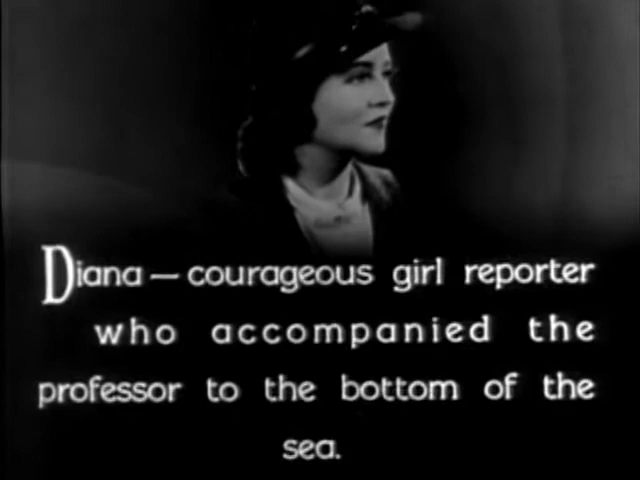 Diana — courageous girl reporter
who accompanied the
professor to the bottom of the
sea.